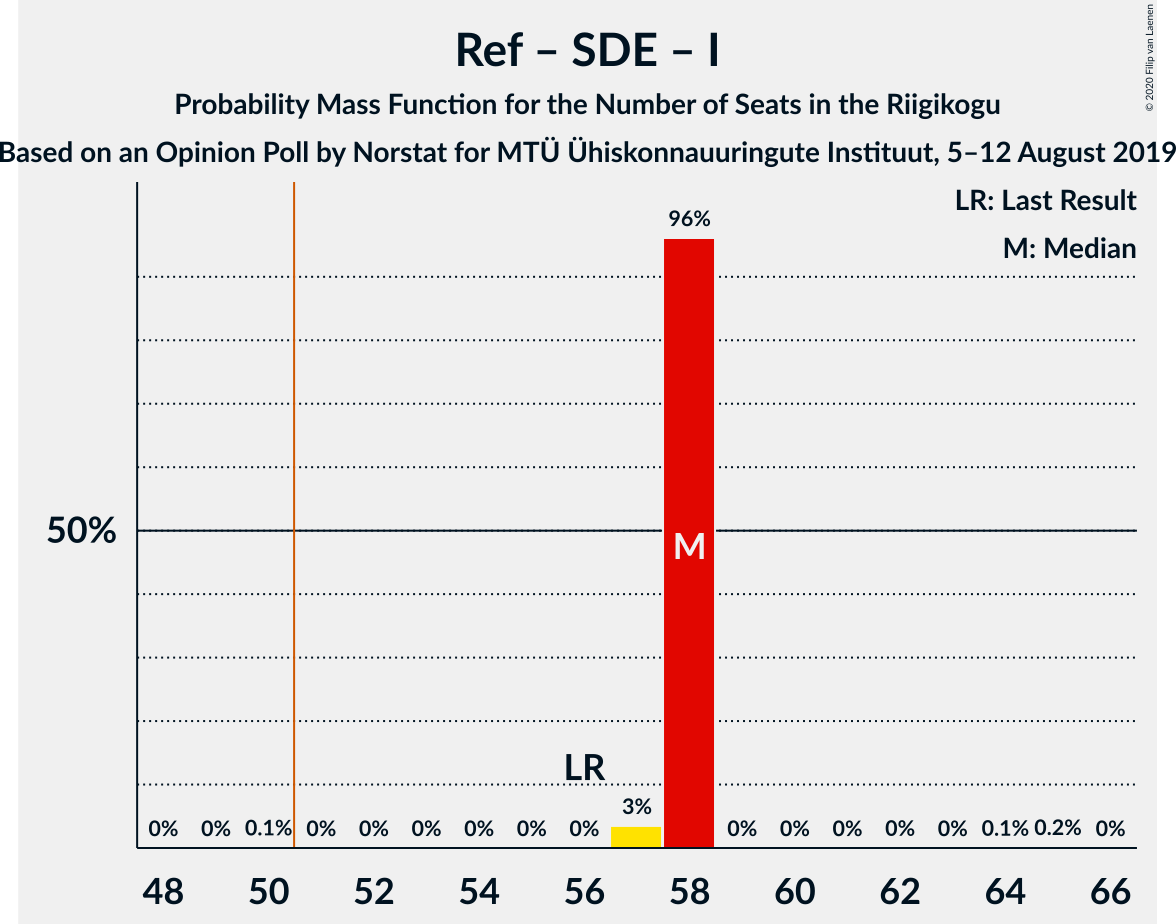 Ref – SDE – I
Probability Mass Function for the Number of Seats in the Riigikogu
Based on an Opinion Poll by Norstat for MTÜ Ühiskonnauuringute Instituut, 5–12 August 2019
© 2020 Filip van Laenen
LR: Last Result
M: Median
96%
50%
M
LR
3%
0% 0% 0.1% 0% 0% 0% 0% 0% 0% 0% 0% 0% 0% 0% 0.1% 0.2% 0%
48 50 52 54 56 58 60 62 64 66